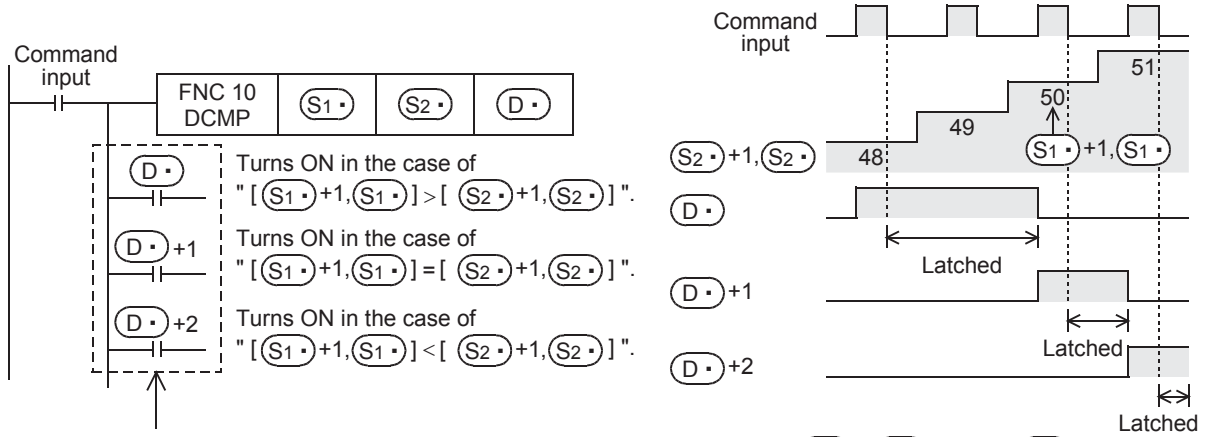 Command
input
FNC 10
DCMP
S1 ·
S2 ·
D ·
D ·
Turns ON in the case of
" [ S1 · +1, S1 · ] > [ S2 · +1, S2 · ] ".
D · +1
Turns ON in the case of
" [ S1 · +1, S1 · ] = [ S2 · +1, S2 · ] ".
D · +2
Turns ON in the case of
" [ S1 · +1, S1 · ] < [ S2 · +1, S2 · ] ".
Command
input
S2 · +1, S2 ·
48
49
50
51
S1 · +1, S1 ·
D ·
Latched
D · +1
Latched
D · +2
Latched